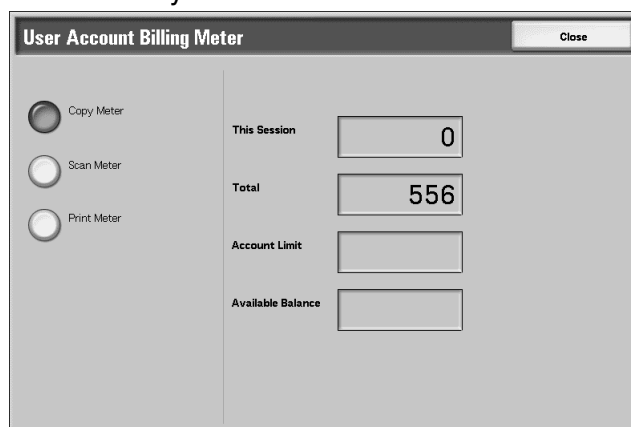 User Account Billing Meter
Close
Copy Meter
Scan Meter
Print Meter
This Session
0
Total
556
Account Limit
Available Balance